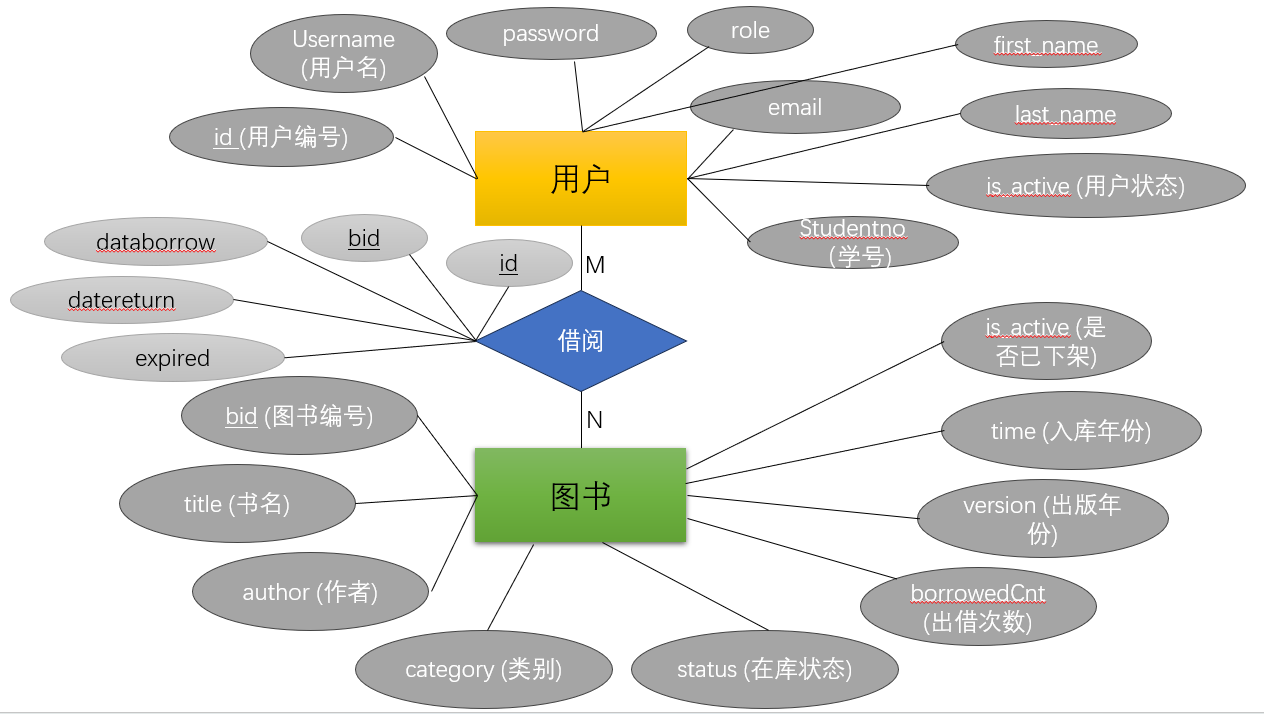 Username
(用户名)
password
role
first_name
id (用户编号)
email
last_name
用户
is_active (用户状态)
Studentno
(学号)
databorrow
bid
id
M
datereturn
借阅
expired
is_active (是
否已下架)
bid (图书编号)
N
time (入库年份)
title (书名)
图书
version (出版年
份)
author (作者)
borrowedCnt
(出借次数)
category (类别)
status (在库状态)